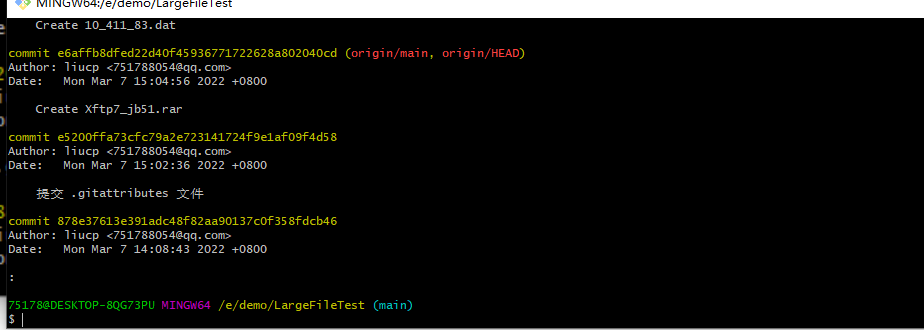 MINGW64:/e/demo/LargeFileTest
Create 10_411_83.dat
commit e6affb8dfed22d40f45936771722628a802040cd (origin/main, origin/HEAD)
Author: liucp <751788054@qq.com>
Date:   Mon Mar 7 15:04:56 2022 +0800
Create Xftp7_jb51.rar
commit e5200ffa73cfc79a2e723141724f9e1af09f4d58
Author: liucp <751788054@qq.com>
Date:   Mon Mar 7 15:02:36 2022 +0800
提交 .gitattributes 文件
commit 878e37613e391adc48f82aa90137c0f358fdcb46
Author: liucp <751788054@qq.com>
Date:   Mon Mar 7 14:08:43 2022 +0800
:
75178@DESKTOP-8QG73PU MINGW64 /e/demo/LargeFileTest (main)
$